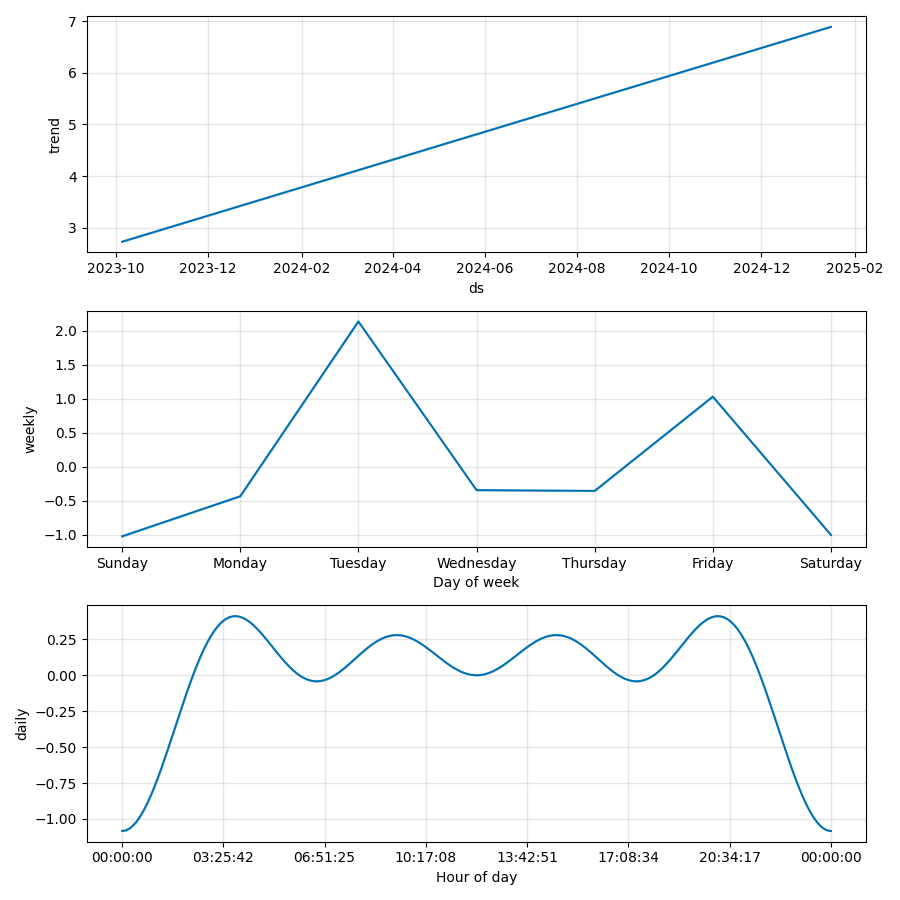 7
6
5
4
3
trend
2023-10 2023-12 2024-02 2024-04 2024-06 2024-08 2024-10 2024-12 2025-02
ds
2.0
1.5
1.0
0.5
0.0
−0.5
−1.0
weekly
Sunday Monday Tuesday Wednesday Thursday Friday Saturday
Day of week
0.25
0.00
−0.25
−0.50
−0.75
−1.00
daily
00:00:00 03:25:42 06:51:25 10:17:08 13:42:51 17:08:34 20:34:17 00:00:00
Hour of day